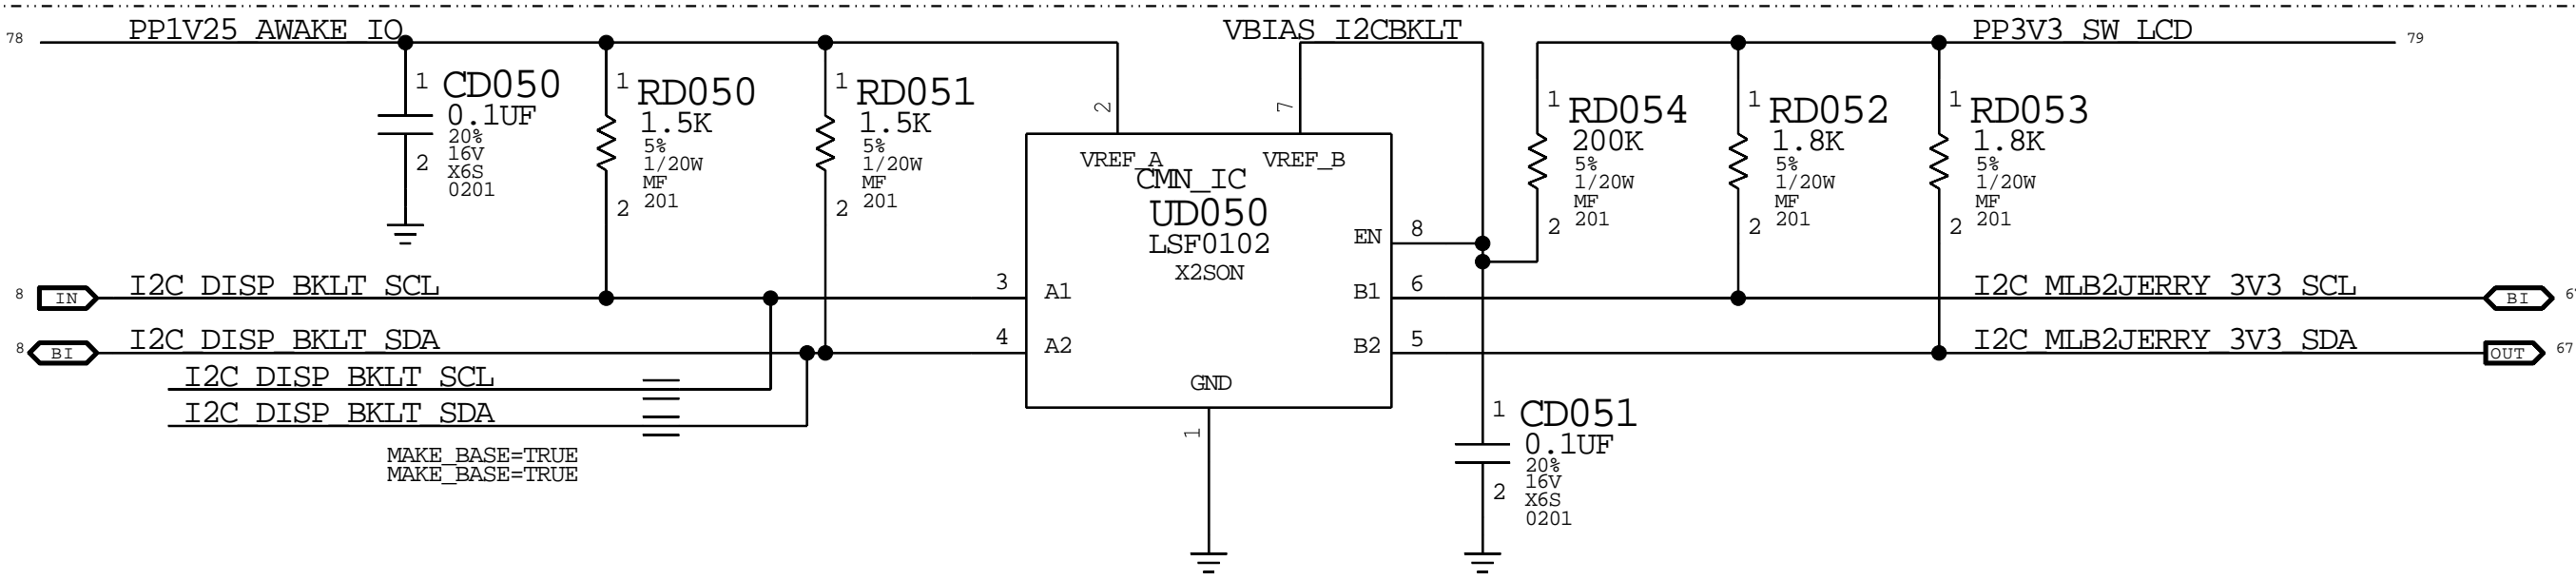 78 PP1V25_AWAKE_IO VBIAS_I2CBKLT PP3V3_SW_LCD 79
1 CD050
0.1UF
20%
16V
X6S
0201
2
1 RD050
1.5K
5%
1/20W
MF
201
2
1 RD051
1.5K
5%
1/20W
MF
201
2
2
7
VREF_A VREF_B
CMN_IC
UD050
LSF0102
X2SON
EN 8
3 A1 B1 6
4 A2 B2 5
GND
1
1 RD054
200K
5%
1/20W
MF
201
2
1 RD052
1.8K
5%
1/20W
MF
201
2
1 RD053
1.8K
5%
1/20W
MF
201
2
8 IN I2C_DISP_BKLT_SCL
8 BI I2C_DISP_BKLT_SDA
I2C_DISP_BKLT_SCL
I2C_DISP_BKLT_SDA
MAKE_BASE=TRUE
MAKE_BASE=TRUE
I2C_MLB2JERRY_3V3_SCL BI
I2C_MLB2JERRY_3V3_SDA OUT 67
1 CD051
0.1UF
20%
16V
X6S
0201
2